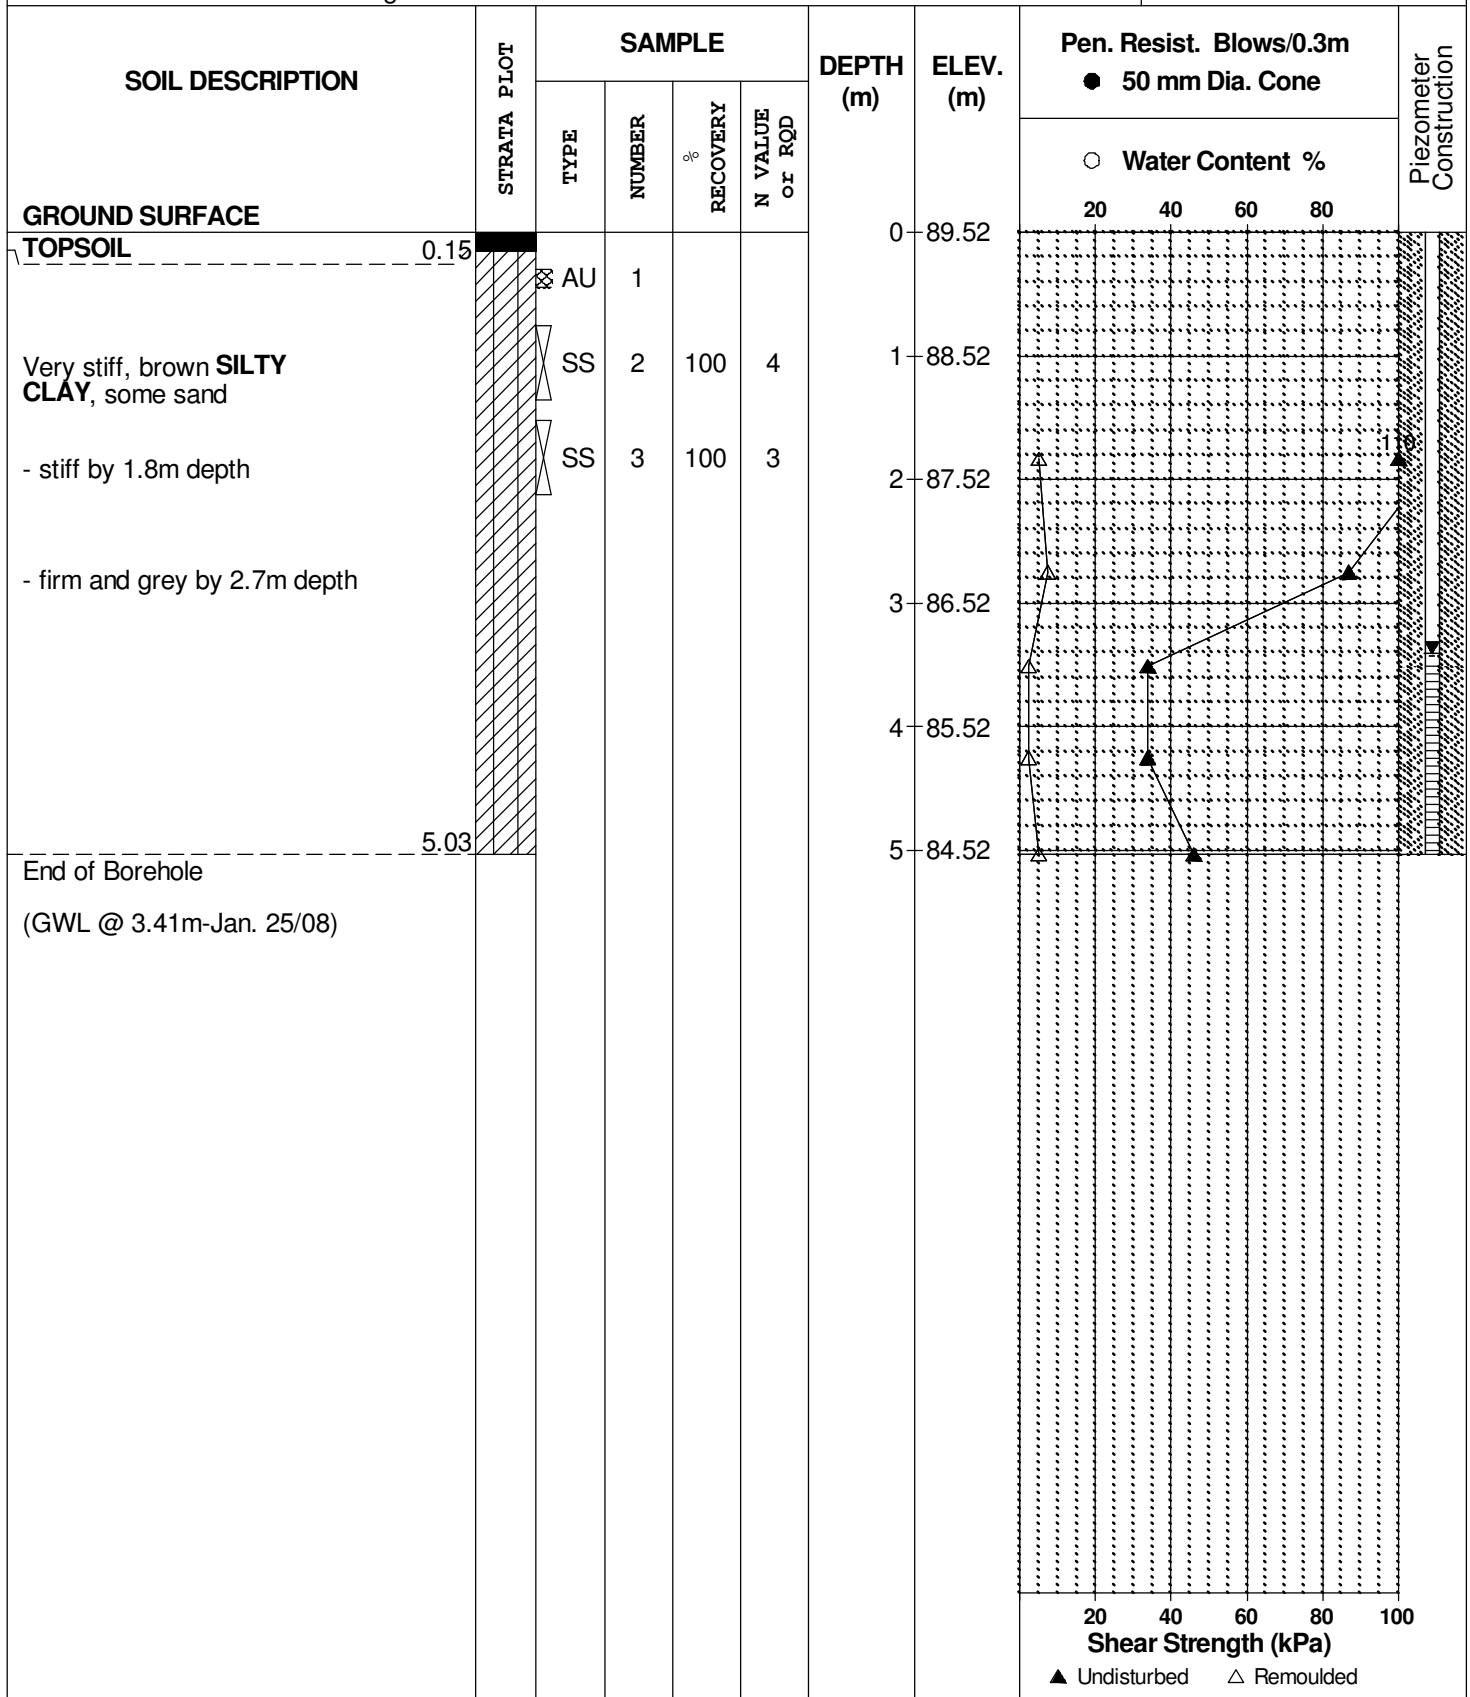 SOIL DESCRIPTION
STRATA PLOT
SAMPLE
TYPE
NUMBER
% RECOVERY
N VALUE or RQD
DEPTH (m)
ELEV. (m)
Pen. Resist. Blows/0.3m
● 50 mm Dia. Cone
○ Water Content %
20 40 60 80
Piezometer Construction
GROUND SURFACE
0 89.52
TOPSOIL 0.15
AU 1
Very stiff, brown SILTY
CLAY, some sand
SS 2 100 4
1 88.52
110
- stiff by 1.8m depth
SS 3 100 3
2 87.52
- firm and grey by 2.7m depth
3 86.52
4 85.52
5.03
5 84.52
End of Borehole
(GWL @ 3.41m-Jan. 25/08)
20 40 60 80 100
Shear Strength (kPa)
▲ Undisturbed △ Remoulded